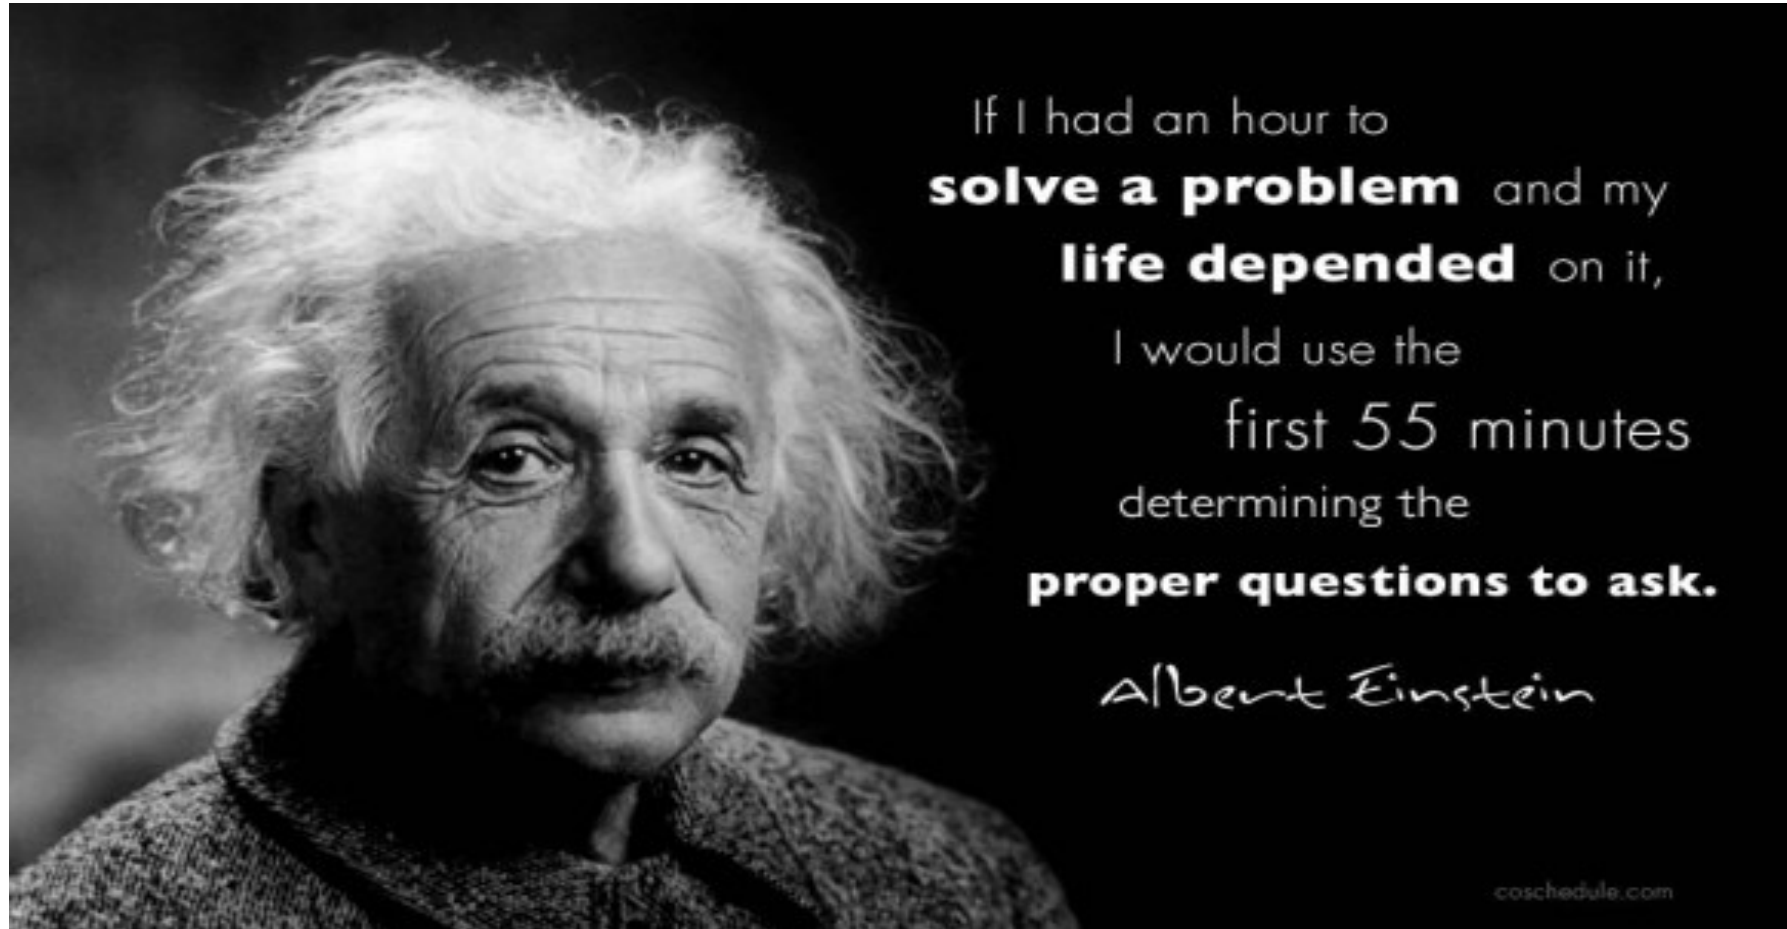 If I had an hour to
solve a problem and my
life depended on it,
I would use the
first 55 minutes
determining the
proper questions to ask.
Albert Einstein
coschedule.com